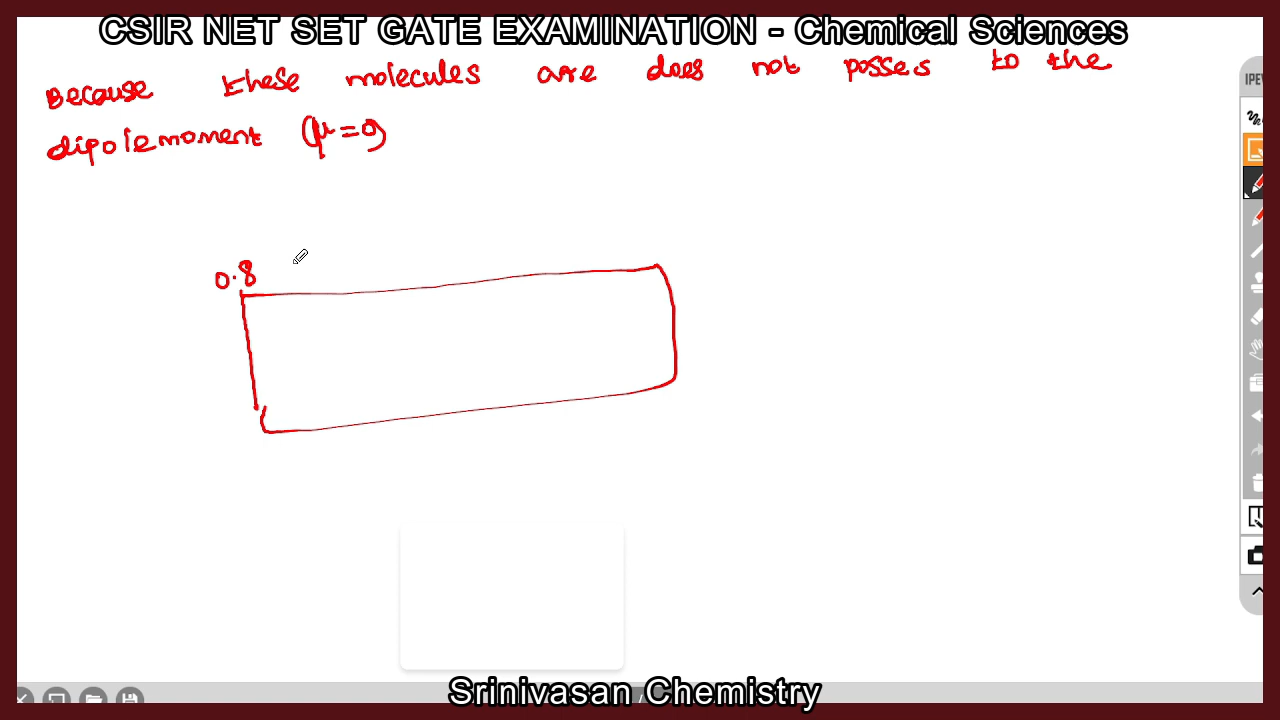 CSIR NET SET GATE EXAMINATION - Chemical Sciences
Because these molecules are does not posses to the
dipolemoment (μ=0)
IPEV
0.8
Srinivasan Chemistry